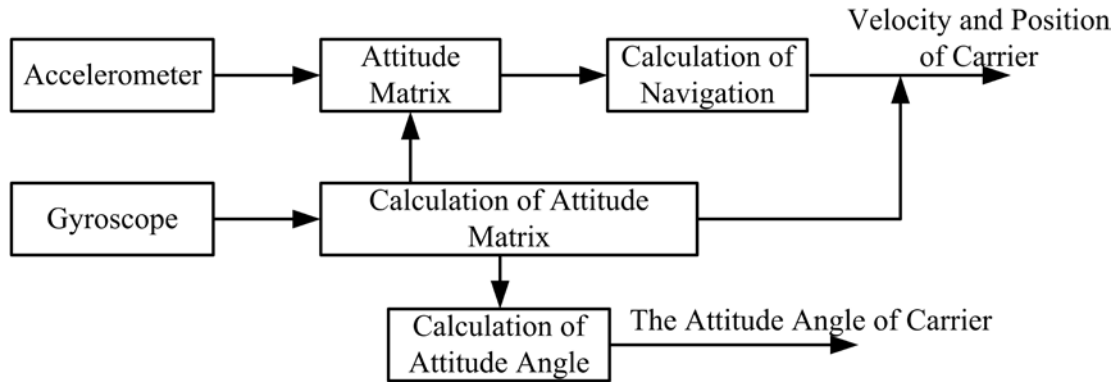 Velocity and Position
of Carrier
Accelerometer
Attitude
Matrix
Calculation of
Navigation
Gyroscope
Calculation of Attitude
Matrix
Calculation of
Attitude Angle
The Attitude Angle of Carrier